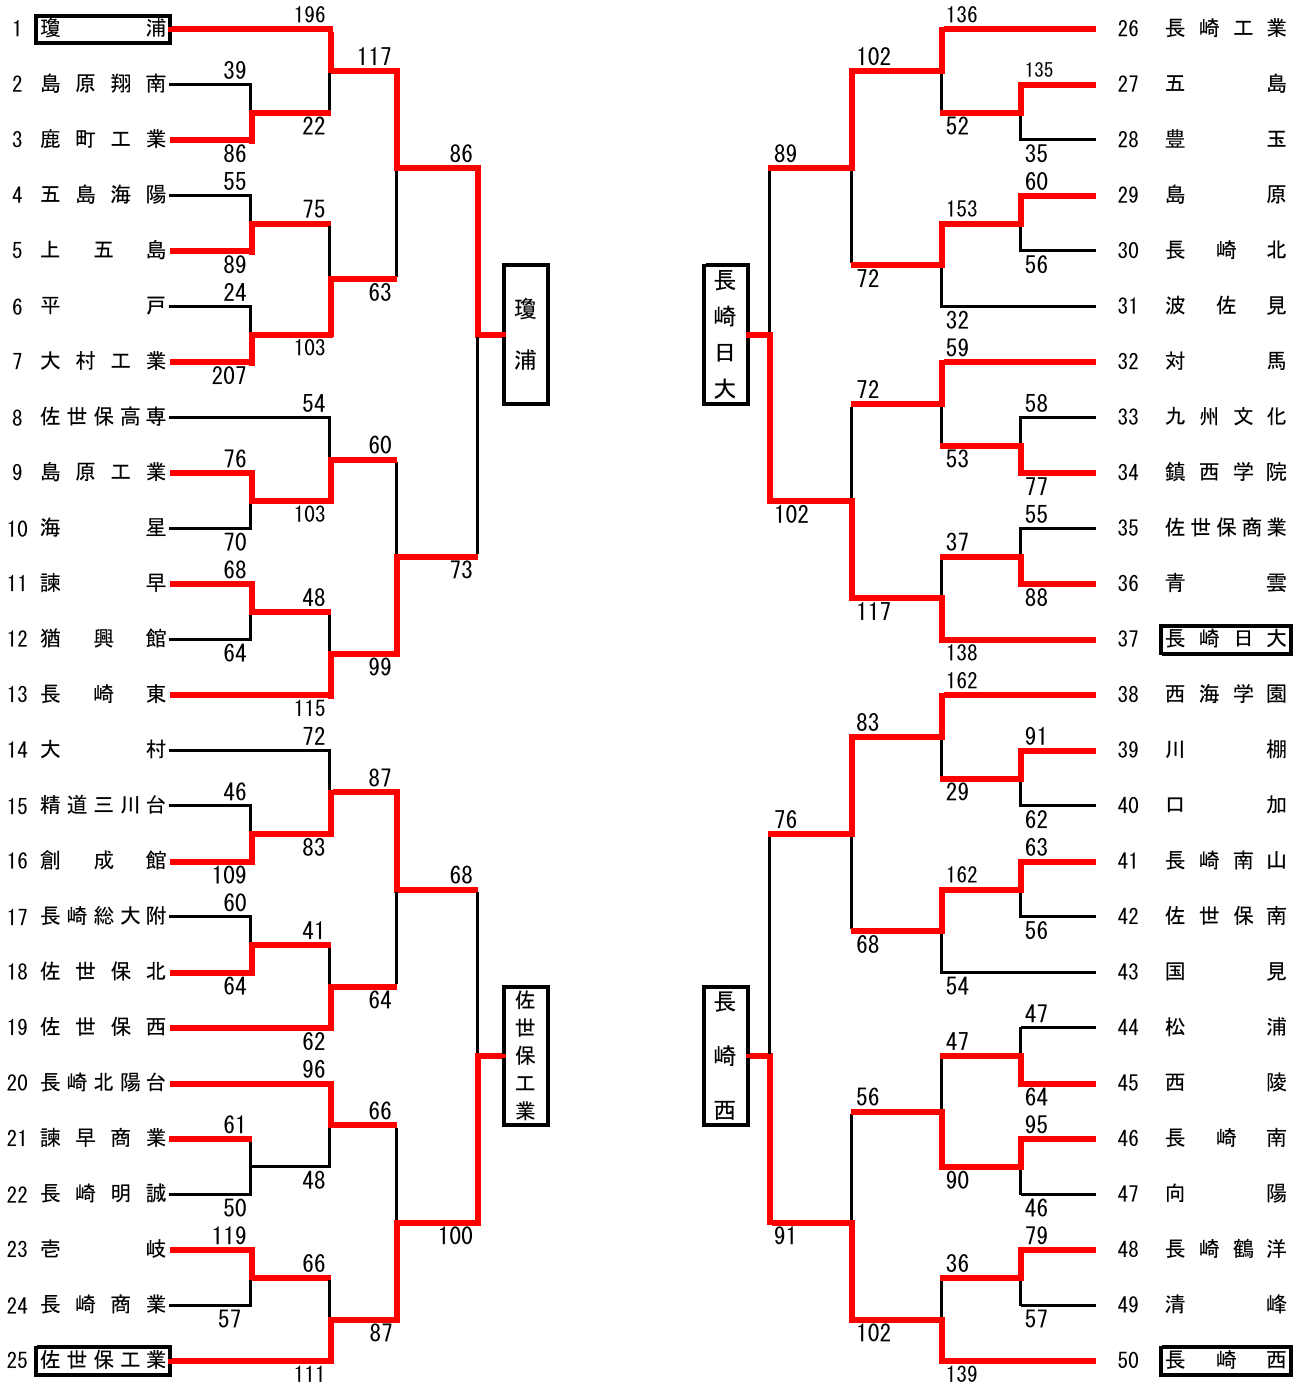 1 瓊浦
2 島原翔南
3 鹿町工業
4 五島海陽
5 上五島
6 平戸
7 大村工業
8 佐世保高専
9 島原工業
10 海星
11 諫早
12 猶興館
13 長崎東
14 大村
15 精道三川台
16 創成館
17 長崎総大附
18 佐世保北
19 佐世保西
20 長崎北陽台
21 諫早商業
22 長崎明誠
23 壱岐
24 長崎商業
25 佐世保工業
39
86
55
89
24
207
76
70
68
64
46
109
60
64
61
50
119
57
196
22
75
103
54
103
48
115
72
83
41
62
96
48
66
111
117
63
60
99
87
64
66
87
86
73
68
100
瓊浦
佐世保工業
長崎日大
長崎西
89
102
76
91
102
72
72
117
83
68
56
102
136
52
153
32
59
53
37
138
162
29
162
54
47
90
36
139
135
35
60
56
58
77
55
88
91
62
63
56
47
64
95
46
79
57
26 長崎工業
27 五島
28 豊玉
29 島原
30 長崎北
31 波佐見
32 対馬
33 九州文化
34 鎮西学院
35 佐世保商業
36 青雲
37 長崎日大
38 西海学園
39 川棚
40 口加
41 長崎南山
42 佐世保南
43 国見
44 松浦
45 西陵
46 長崎南
47 向陽
48 長崎鶴洋
49 清峰
50 長崎西